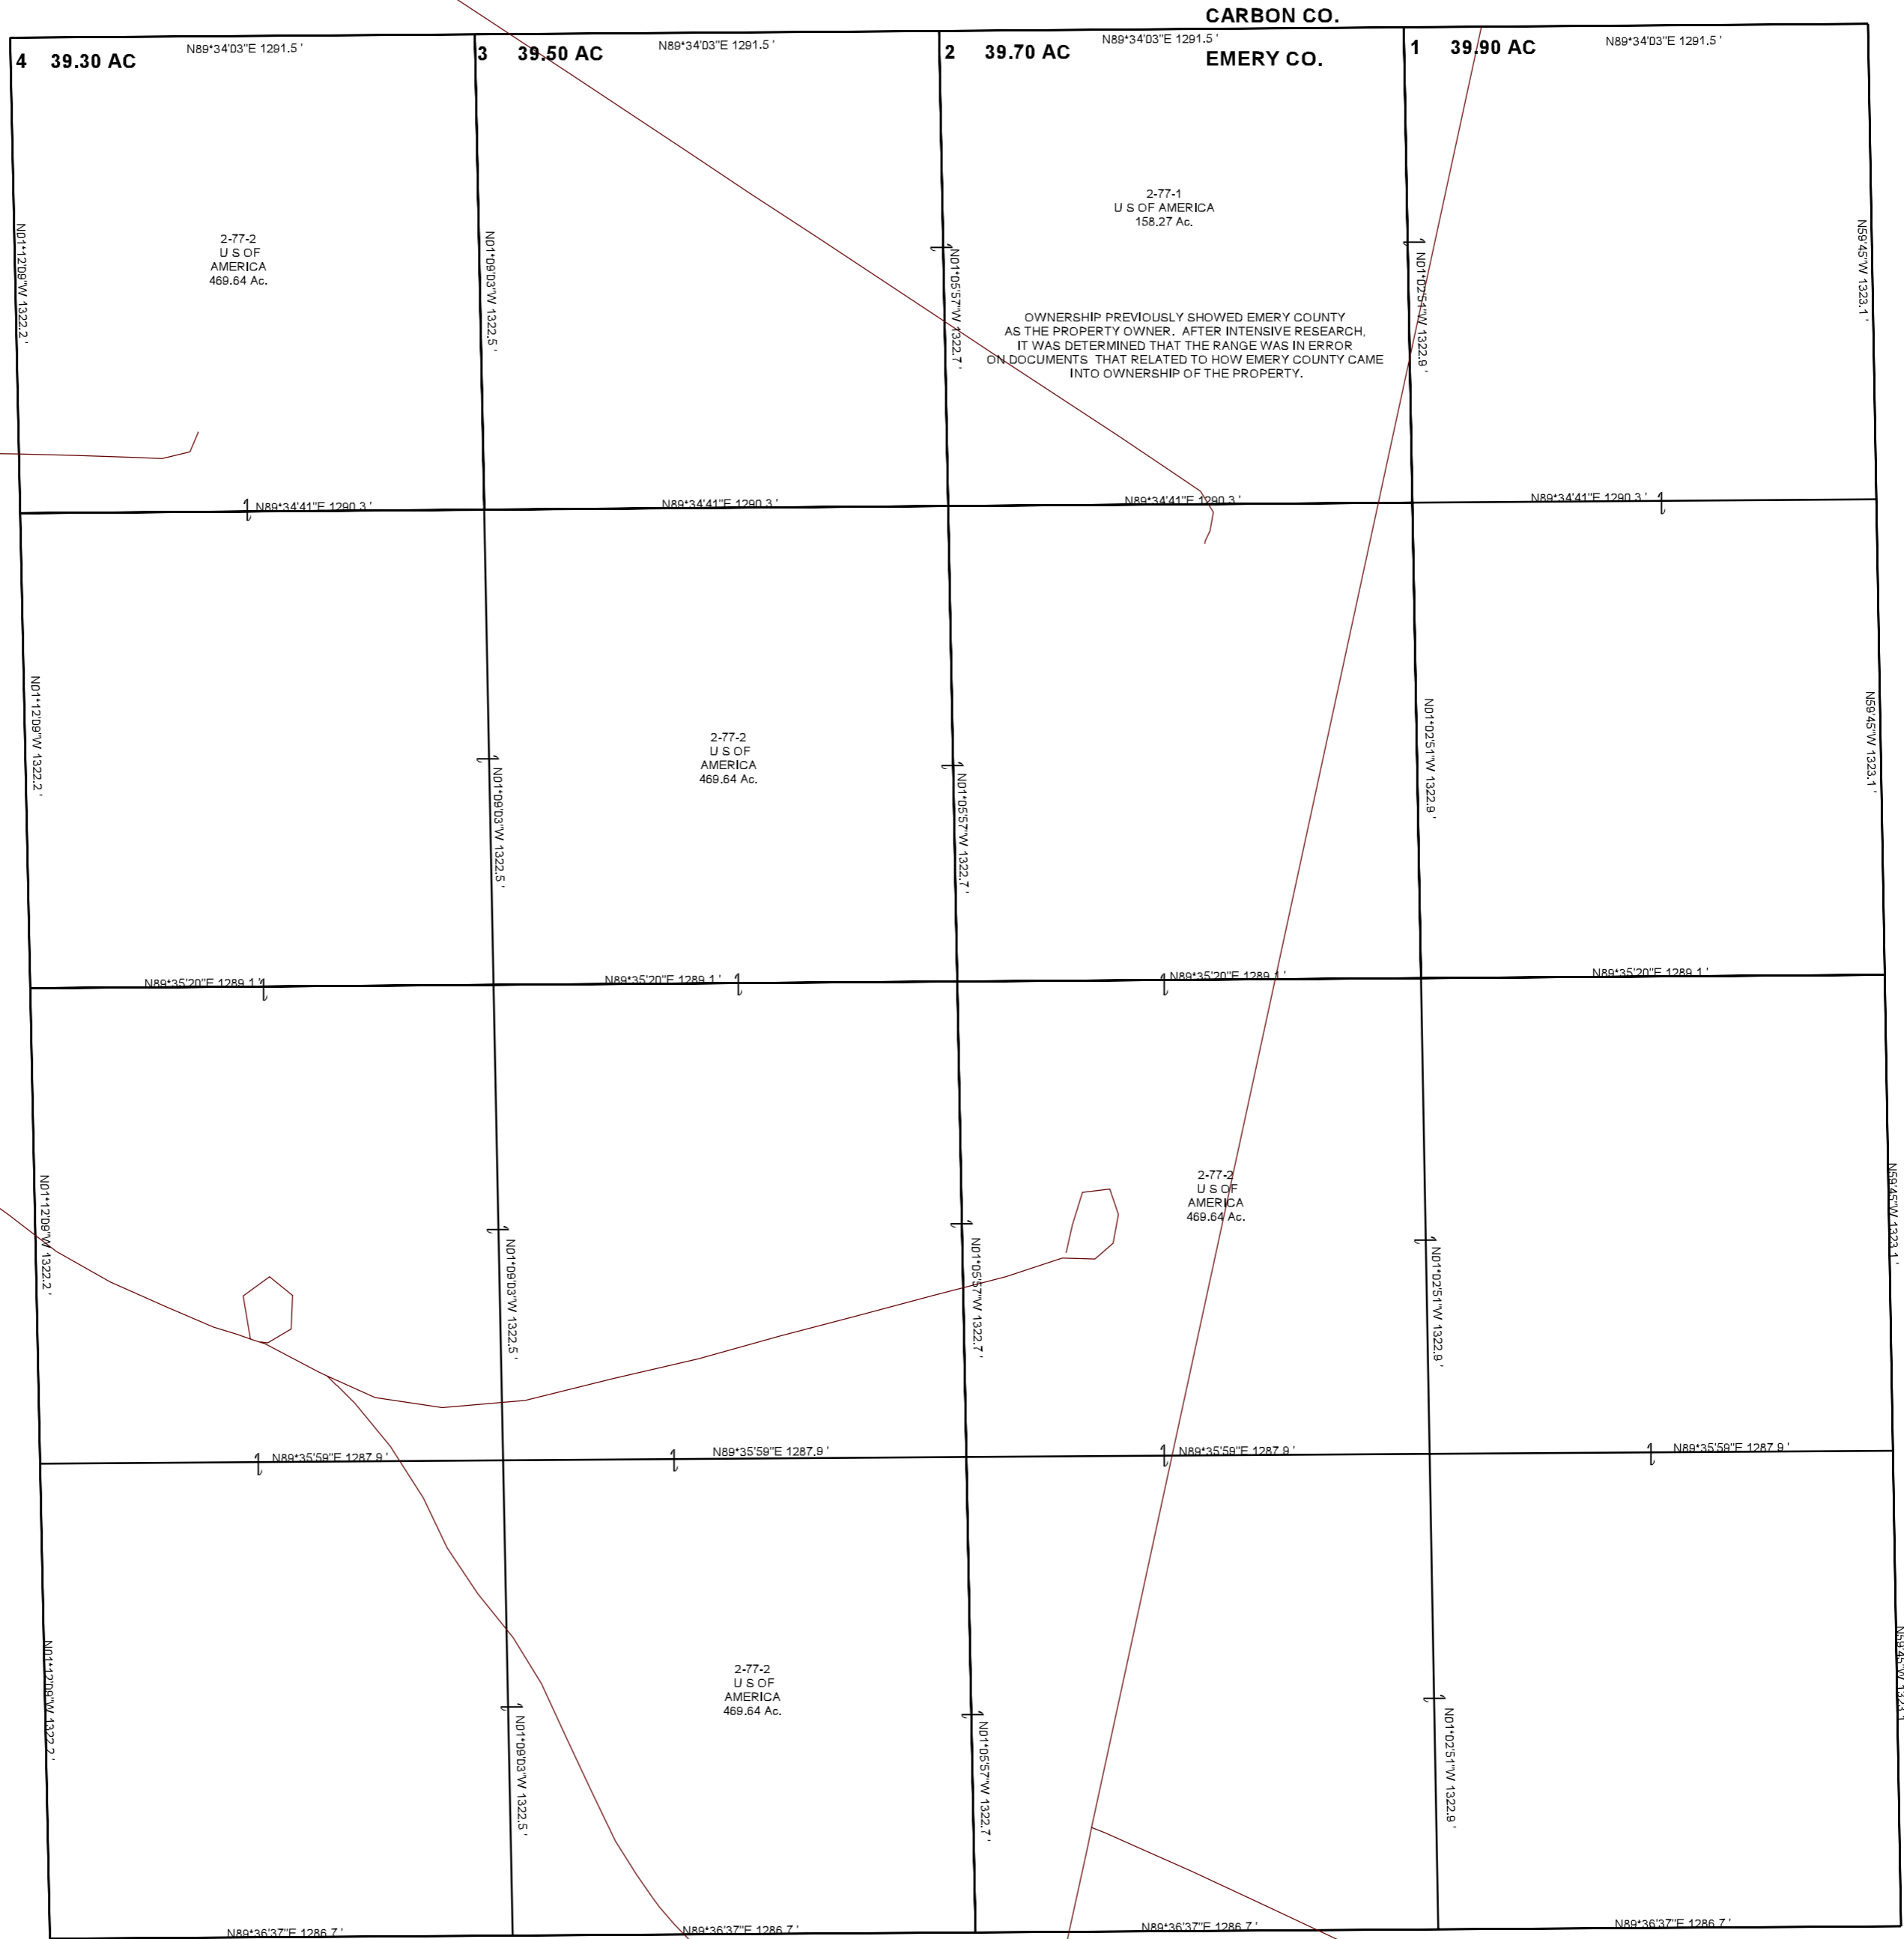 CARBON CO.
N89*34'03"E 1291.5 '
N89*34'03"E 1291.5 '
N89*34'03"E 1291.5 '
N89*34'03"E 1291.5 '
4 39.30 AC
3 39.50 AC
2 39.70 AC
EMERY CO.
1 39.90 AC
2-77-1
U S OF AMERICA
158.27 Ac.
2-77-2
U S OF
AMERICA
469.64 Ac.
N01*12'09"W 1322.2 '
N01*09'03"W 1322.5 '
N01*05'57"W 1322.7 '
N01*02'51"W 1322.9 '
N59'45"W 1323.1 '
OWNERSHIP PREVIOUSLY SHOWED EMERY COUNTY
AS THE PROPERTY OWNER. AFTER INTENSIVE RESEARCH,
IT WAS DETERMINED THAT THE RANGE WAS IN ERROR
ON DOCUMENTS THAT RELATED TO HOW EMERY COUNTY CAME
INTO OWNERSHIP OF THE PROPERTY.
N89*34'41"E 1290.3 '
N89*34'41"E 1290.3 '
N89*34'41"E 1290.3 '
N89*34'41"E 1290.3 '
N01*12'09"W 1322.2 '
2-77-2
U S OF
AMERICA
469.64 Ac.
N01*09'03"W 1322.5 '
N01*05'57"W 1322.7 '
N01*02'51"W 1322.9 '
N59'45"W 1323.1 '
N89*35'20"E 1289.1 '
N89*35'20"E 1289.1 '
N89*35'20"E 1289.1 '
N89*35'20"E 1289.1 '
N01*12'09"W 1322.2 '
N01*09'03"W 1322.5 '
N01*05'57"W 1322.7 '
2-77-2
U S OF
AMERICA
469.64 Ac.
N01*02'51"W 1322.9 '
N59'45"W 1323.1 '
N89*35'59"E 1287.9 '
N89*35'59"E 1287.9 '
N89*35'59"E 1287.9 '
N89*35'59"E 1287.9 '
N01*12'09"W 1322.2 '
N01*09'03"W 1322.5 '
2-77-2
U S OF
AMERICA
469.64 Ac.
N01*05'57"W 1322.7 '
N01*02'51"W 1322.9 '
N59'45"W 1323.1
N89*36'37"E 1286.7 '
N89*36'37"E 1286.7 '
N89*36'37"E 1286.7 '
N89*36'37"E 1286.7 '